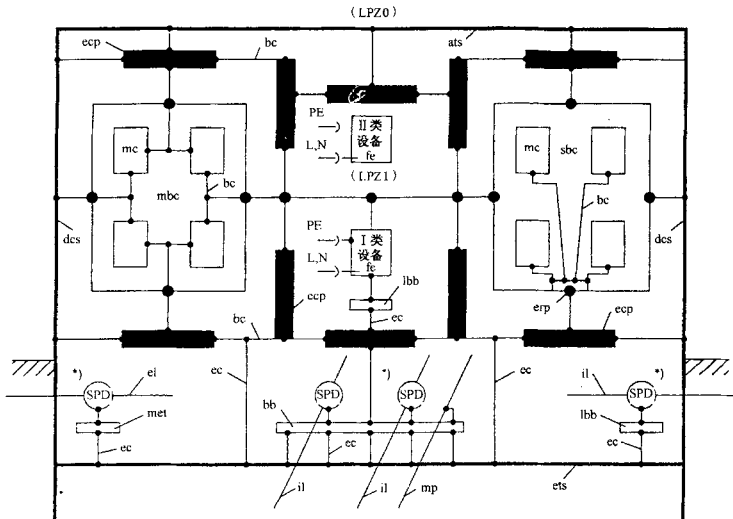 (LPZ0)
ecp
bc
ats
PE
II类
设备
L,N
fe
mc
bc
mbc
(LPZ1)
mc
sbc
bc
dcs
dcs
PE
I类
设备
L,N
fe
lbb
ecp
ec
erp
ecp
bc
ec
ec
*)
el
*)
il
*)
SPD
SPD
SPD
SPD
met
bb
lbb
ec
ec
ec
il
il
mp
ets